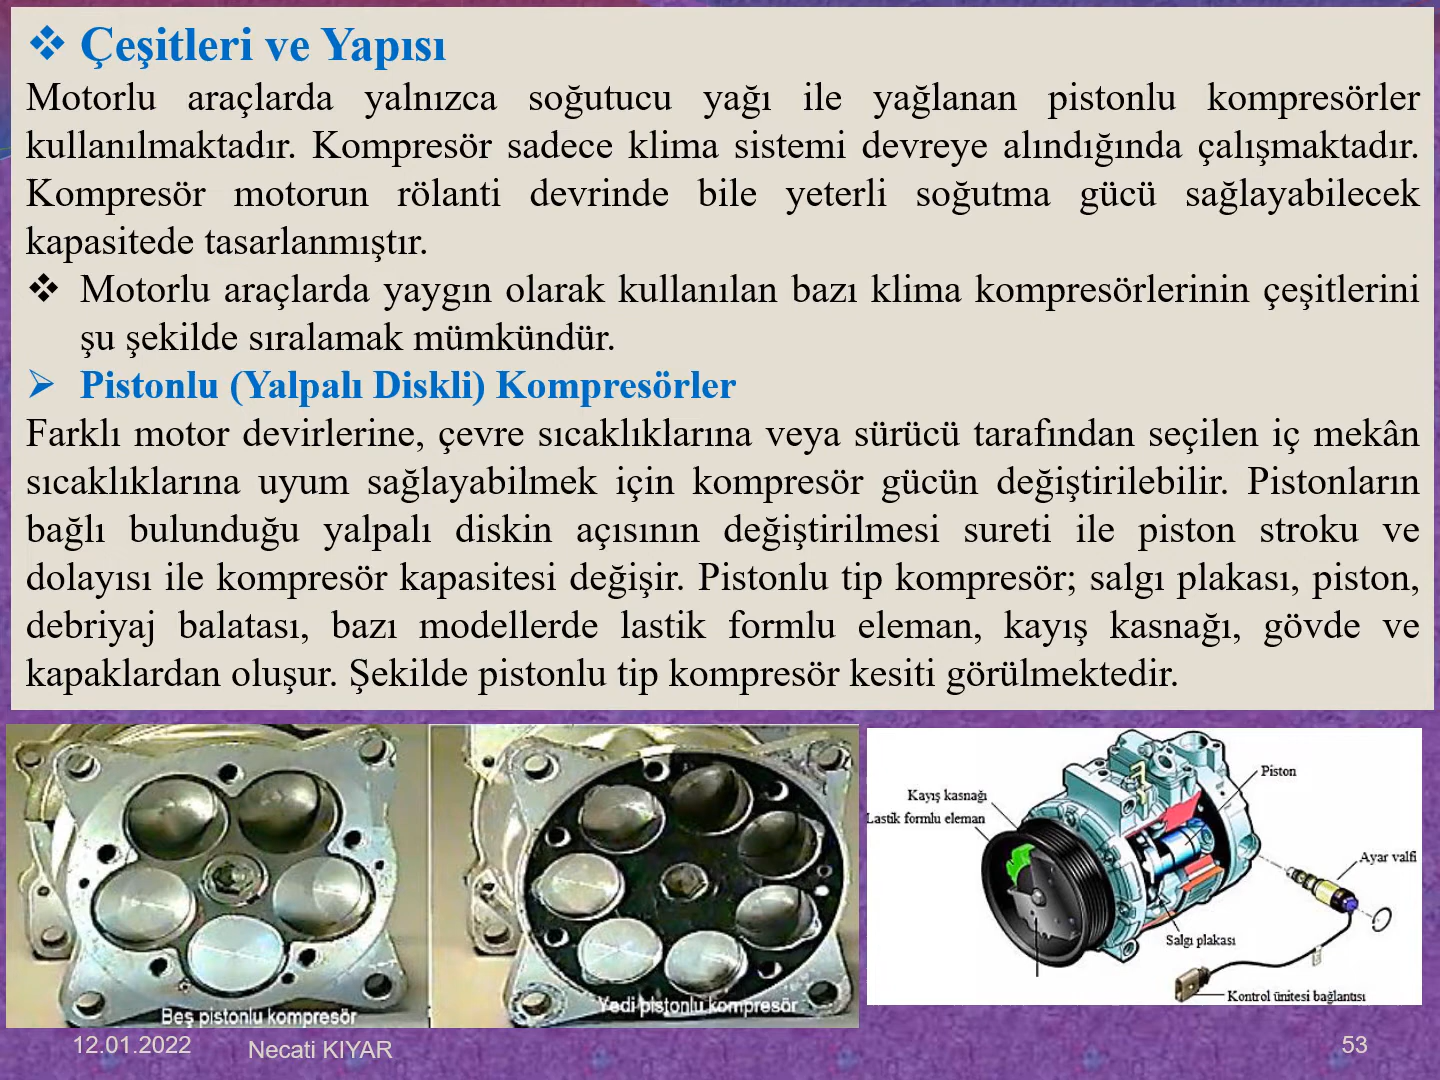 ❖ Çeşitleri ve Yapısı
Motorlu araçlarda yalnızca soğutucu yağı ile yağlanan pistonlu kompresörler
kullanılmaktadır. Kompresör sadece klima sistemi devreye alındığında çalışmaktadır.
Kompresör motorun rölanti devrinde bile yeterli soğutma gücü sağlayabilecek
kapasitede tasarlanmıştır.
❖ Motorlu araçlarda yaygın olarak kullanılan bazı klima kompresörlerinin çeşitlerini
şu şekilde sıralamak mümkündür.
➢ Pistonlu (Yalpalı Diskli) Kompresörler
Farklı motor devirlerine, çevre sıcaklıklarına veya sürücü tarafından seçilen iç mekân
sıcaklıklarına uyum sağlayabilmek için kompresör gücün değiştirilebilir. Pistonların
bağlı bulunduğu yalpalı diskin açısının değiştirilmesi sureti ile piston stroku ve
dolayısı ile kompresör kapasitesi değişir. Pistonlu tip kompresör; salgı plakası, piston,
debriyaj balatası, bazı modellerde lastik formlu eleman, kayış kasnağı, gövde ve
kapaklardan oluşur. Şekilde pistonlu tip kompresör kesiti görülmektedir.
Beş pistonlu kompresör
Yedi pistonlu kompresör
Piston
Kayış kasnağı
Lastik formlu eleman
Ayar valfi
Salgı plakası
Kontrol ünitesi bağlantısı
12.01.2022
Necati KIYAR
53